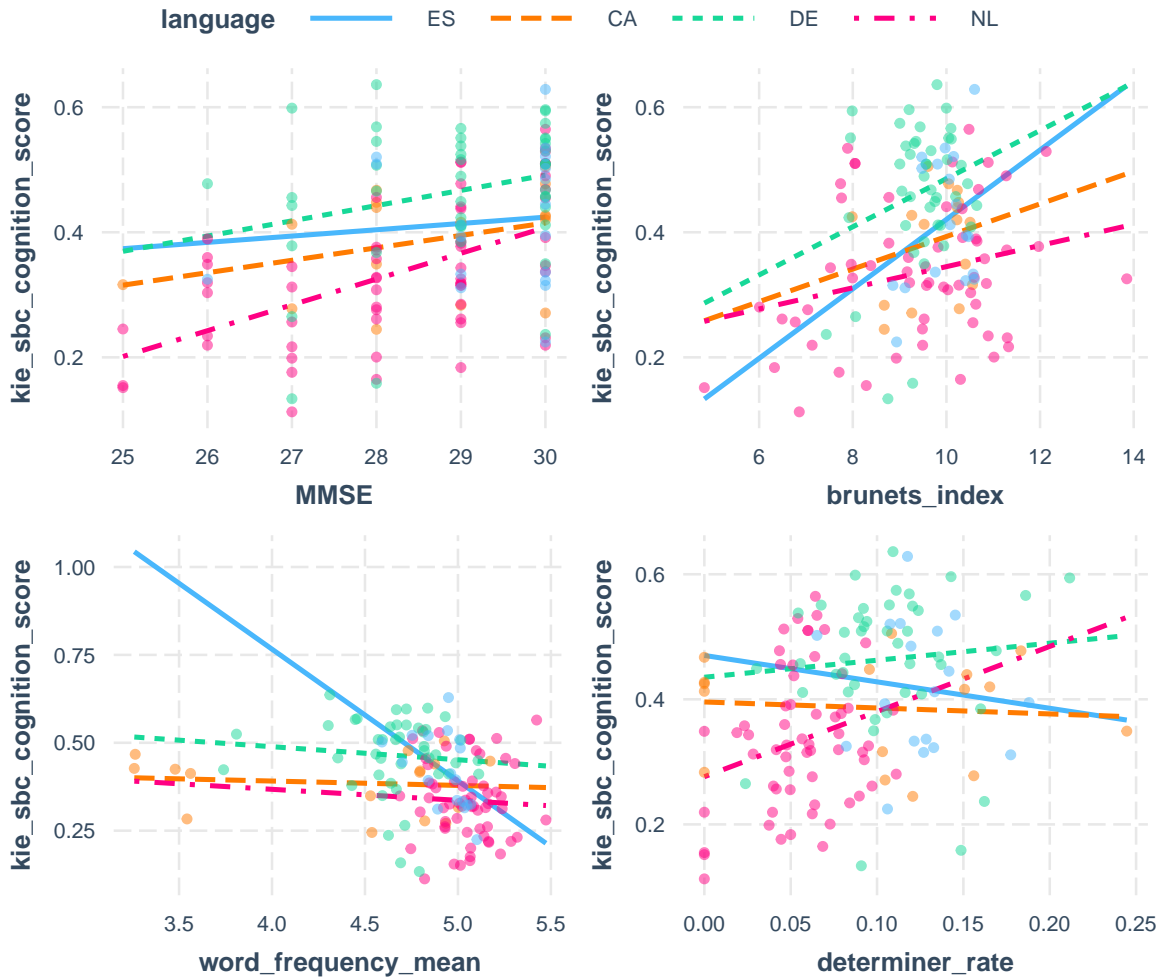 language ES CA DE NL
kie_sbc_cognition_score
0.6
0.4
0.2
25 26 27 28 29 30
MMSE
kie_sbc_cognition_score
0.6
0.4
0.2
6 8 10 12 14
brunets_index
kie_sbc_cognition_score
1.00
0.75
0.50
0.25
3.5 4.0 4.5 5.0 5.5
word_frequency_mean
kie_sbc_cognition_score
0.6
0.4
0.2
0.00 0.05 0.10 0.15 0.20 0.25
determiner_rate